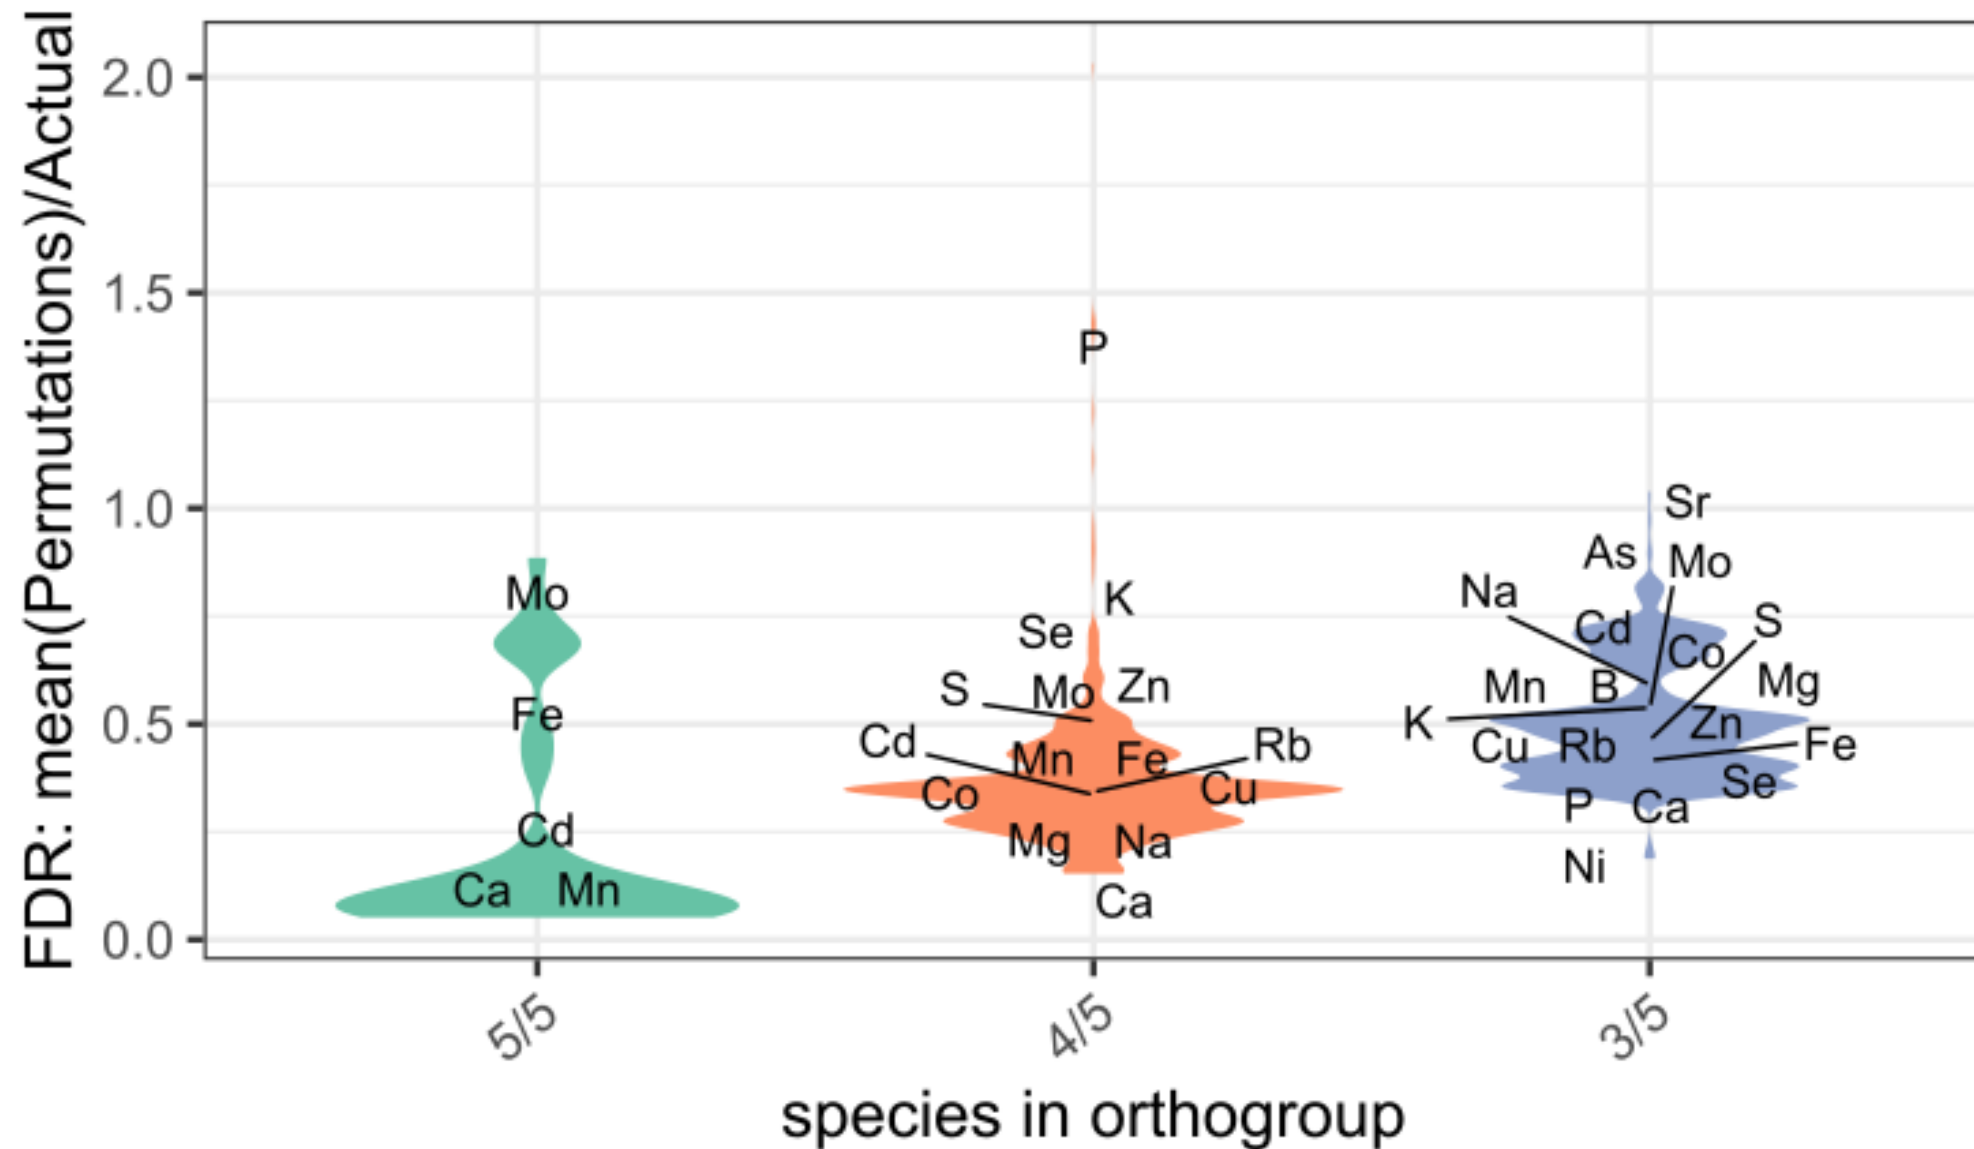 FDR: mean(Permutations)/Actual
2.0
1.5
1.0
0.5
0.0
Mo
Fe
Cd
Ca Mn
P
K
Se
S Mo Zn
Cd Mn Fe Rb
Co Cu
Mg Na
Ca
Sr
As Mo
Na Cd S
Co
Mn B Mg
K Zn
Cu Rb Fe
Se
P Ca
Ni
5/5 4/5 3/5
species in orthogroup